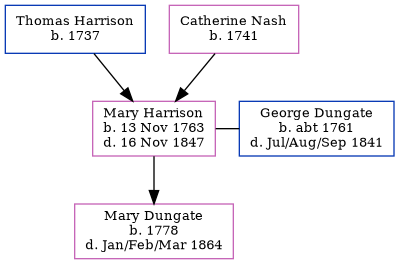 Thomas Harrison
b. 1737
Catherine Nash
b. 1741
Mary Harrison
b. 13 Nov 1763
d. 16 Nov 1847
George Dungate
b. abt 1761
d. Jul/Aug/Sep 1841
Mary Dungate
b. 1778
d. Jan/Feb/Mar 1864